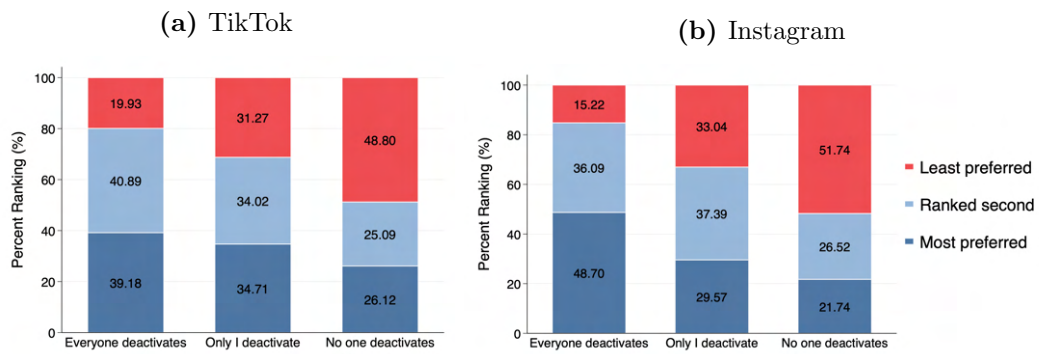 (a) TikTok
Percent Ranking (%)
100
80
60
40
20
0
19.93
40.89
39.18
31.27
34.02
34.71
48.80
25.09
26.12
Everyone deactivates
Only I deactivate
No one deactivates
(b) Instagram
Percent Ranking (%)
100
80
60
40
20
0
15.22
36.09
48.70
33.04
37.39
29.57
51.74
26.52
21.74
Everyone deactivates
Only I deactivate
No one deactivates
Least preferred
Ranked second
Most preferred